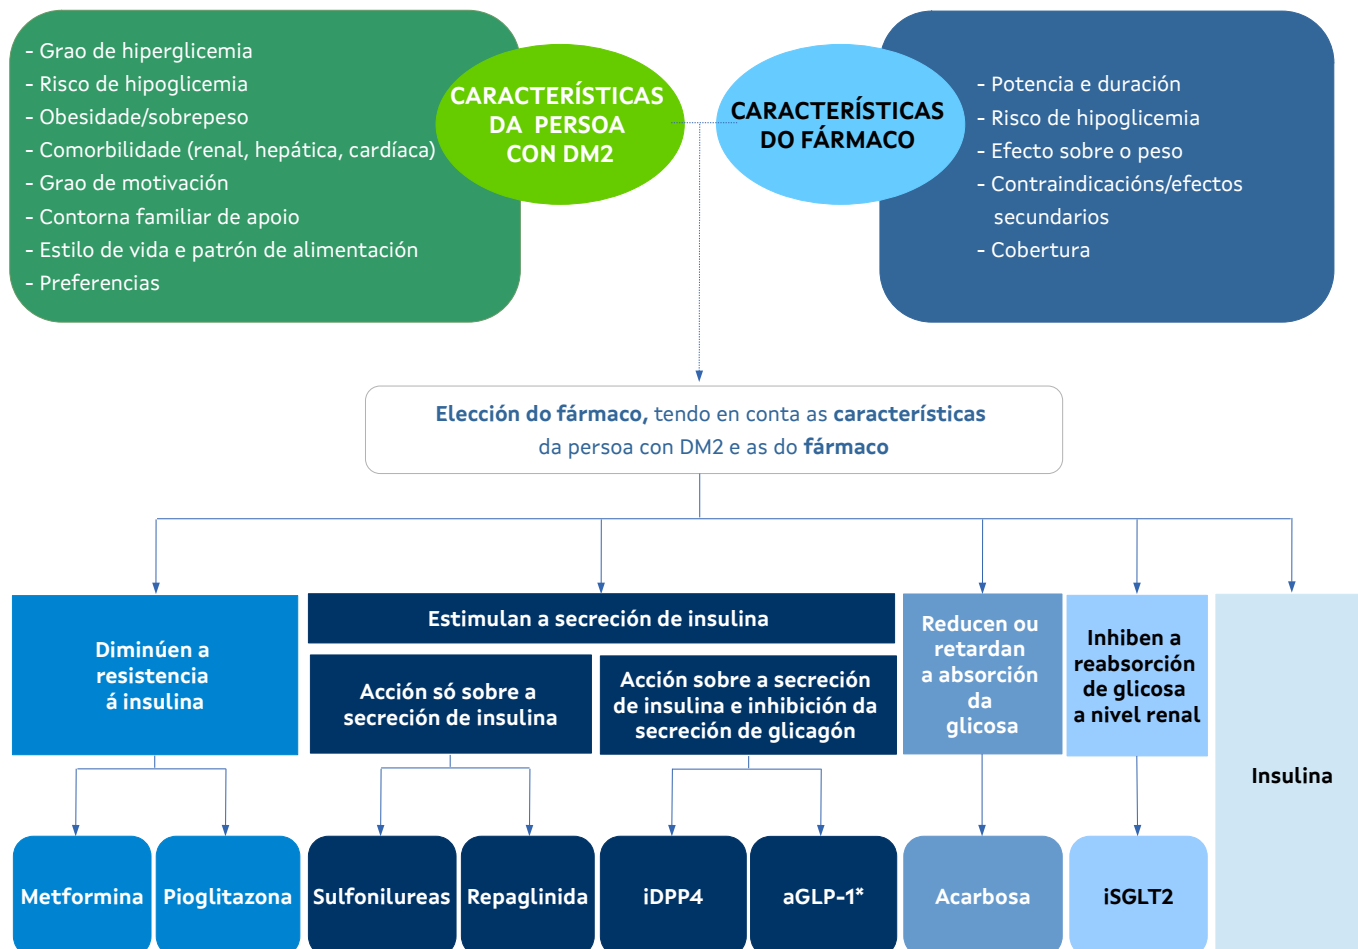 - Grao de hiperglicemia
- Risco de hipoglicemia
- Obesidade/sobrepeso
- Comorbilidade (renal, hepática, cardíaca)
- Grao de motivación
- Contorna familiar de apoio
- Estilo de vida e patrón de alimentación
- Preferencias
CARACTERÍSTICAS
DA PERSOA
CON DM2
CARACTERÍSTICAS
DO FÁRMACO
- Potencia e duración
- Risco de hipoglicemia
- Efecto sobre o peso
- Contraindicacións/efectos
secundarios
- Cobertura
Elección do fármaco, tendo en conta as características
da persoa con DM2 e as do fármaco
Diminúen a
resistencia
á insulina
Estimulan a secreción de insulina
Acción só sobre a
secreción de insulina
Acción sobre a secreción
de insulina e inhibición da
secreción de glicagón
Reducen ou
retardan
a absorción
da
glicosa
Inhiben a
reabsorción
de glicosa
a nivel renal
Insulina
Metformina
Pioglitazona
Sulfonilureas
Repaglinida
iDPP4
aGLP-1*
Acarbosa
iSGLT2